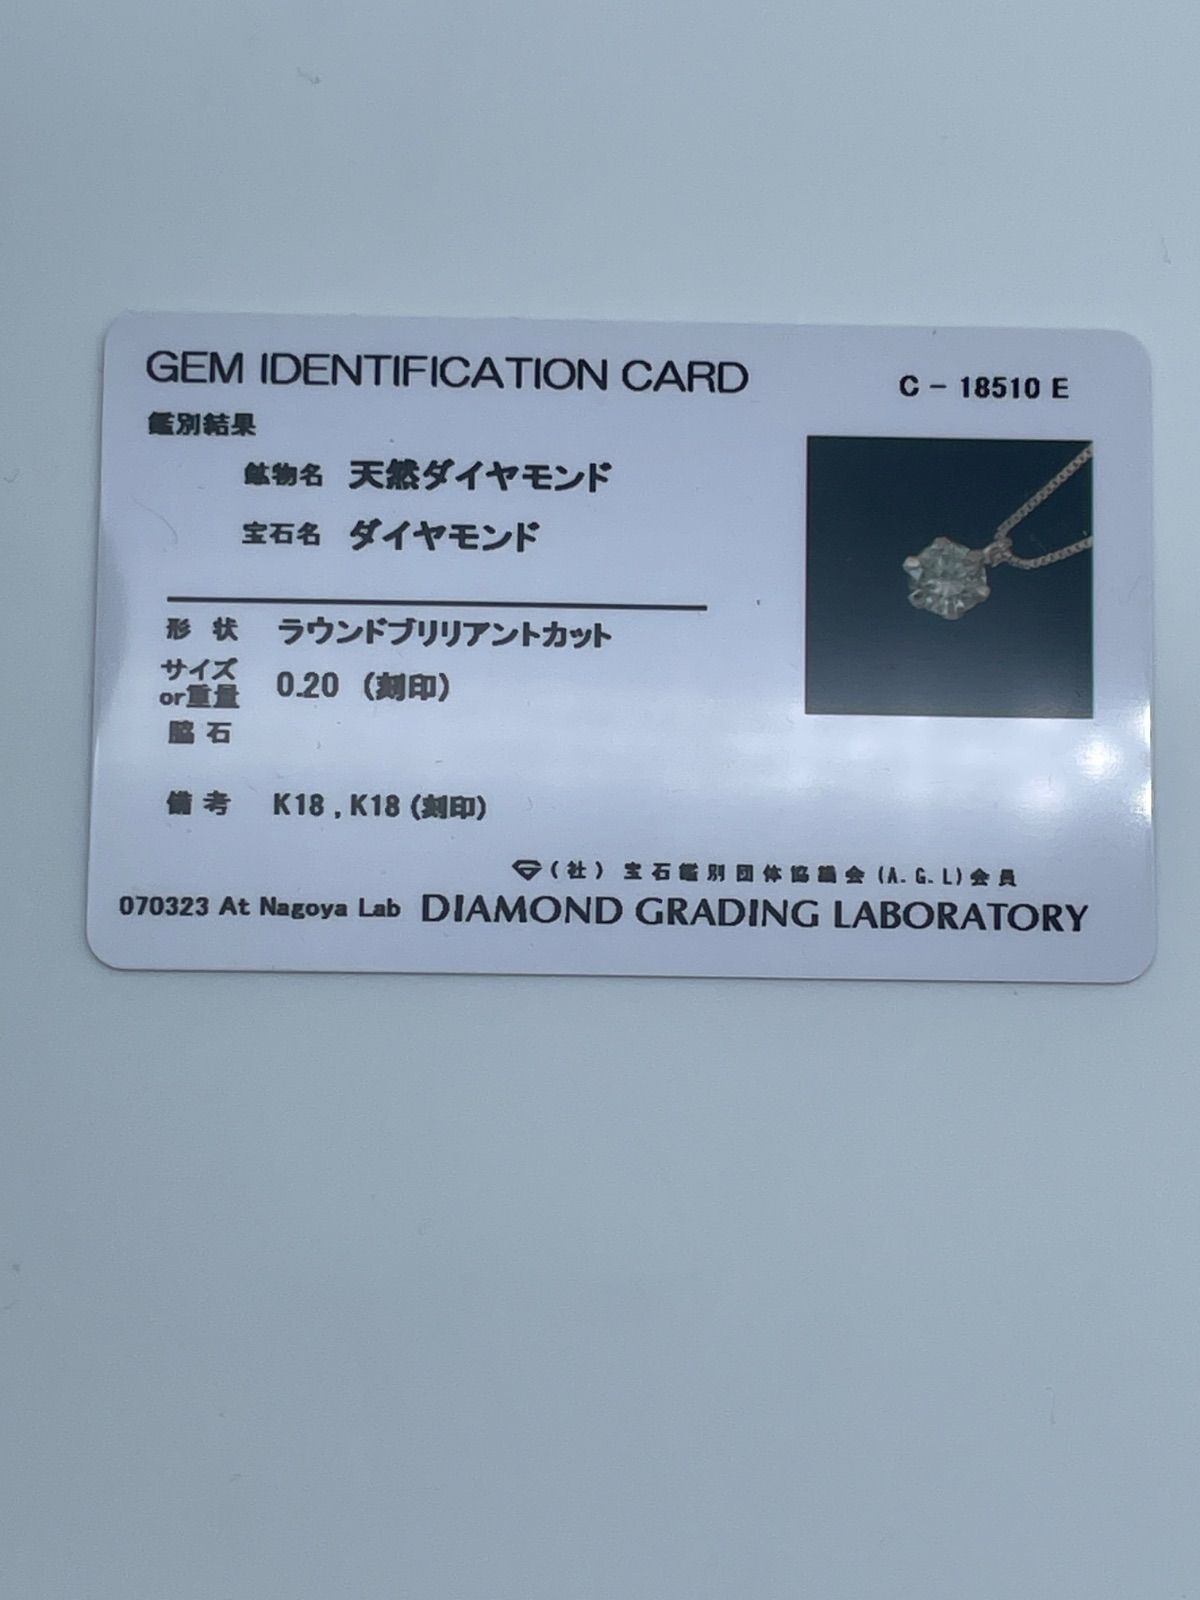 GEM IDENTIFICATION CARD
C - 18510 E
鑑別結果
鉱物名 天然ダイヤモンド
宝石名 ダイヤモンド
形 状 ラウンドブリリアントカット
サイズ
or重量 0.20 (刻印)
脇 石
備 考 K18 , K18 (刻印)
(社) 宝石鑑別団体協議会 (A.G.L)会員
070323 At Nagoya Lab DIAMOND GRADING LABORATORY